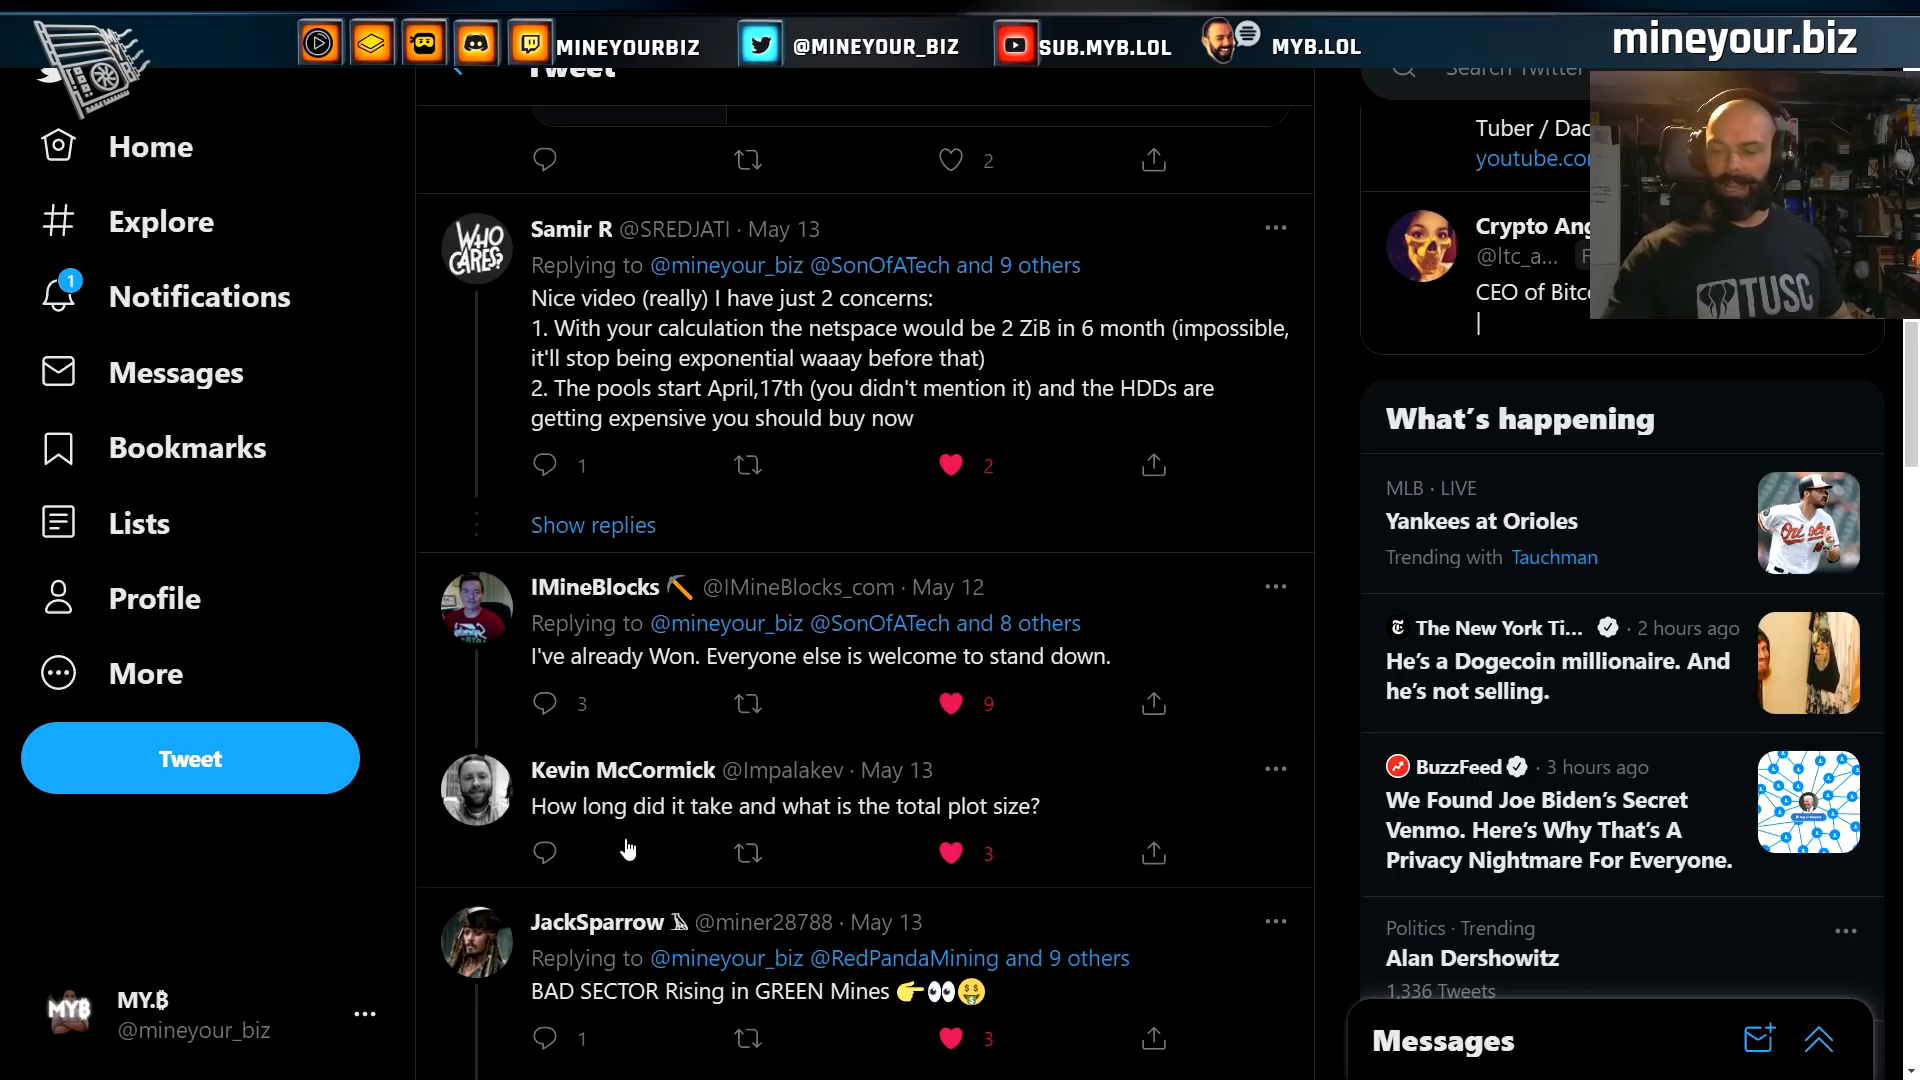 MINEYOURBIZ
@MINEYOUR_BIZ
SUB.MYB.LOL
MYB.LOL
mineyour.biz
Tweet
Search Twitter
Home
Explore
1
Notifications
Messages
Bookmarks
Lists
Profile
More
Tweet
MYB
MY.₿
@mineyour_biz
2
WHO CARES?
Samir R @SREDJATI · May 13
Replying to @mineyour_biz @SonOfATech and 9 others
Nice video (really) I have just 2 concerns:
1. With your calculation the netspace would be 2 ZiB in 6 month (impossible,
it'll stop being exponential waaay before that)
2. The pools start April,17th (you didn't mention it) and the HDDs are
getting expensive you should buy now
1 2
Show replies
IMineBlocks @IMineBlocks_com · May 12
Replying to @mineyour_biz @SonOfATech and 8 others
I've already Won. Everyone else is welcome to stand down.
3 9
Kevin McCormick @Impalakev · May 13
How long did it take and what is the total plot size?
3
JackSparrow @miner28788 · May 13
Replying to @mineyour_biz @RedPandaMining and 9 others
BAD SECTOR Rising in GREEN Mines 👉👀🤑
1 3
Tuber / Dad
youtube.co
Crypto Ang
@ltc_a... F
CEO of Bitc
|
TUSC
What's happening
MLB · LIVE
Yankees at Orioles
Trending with Tauchman
The New York Ti... · 2 hours ago
He's a Dogecoin millionaire. And
he's not selling.
BuzzFeed · 3 hours ago
We Found Joe Biden's Secret
Venmo. Here's Why That's A
Privacy Nightmare For Everyone.
Politics · Trending
Alan Dershowitz
1,336 Tweets
Messages